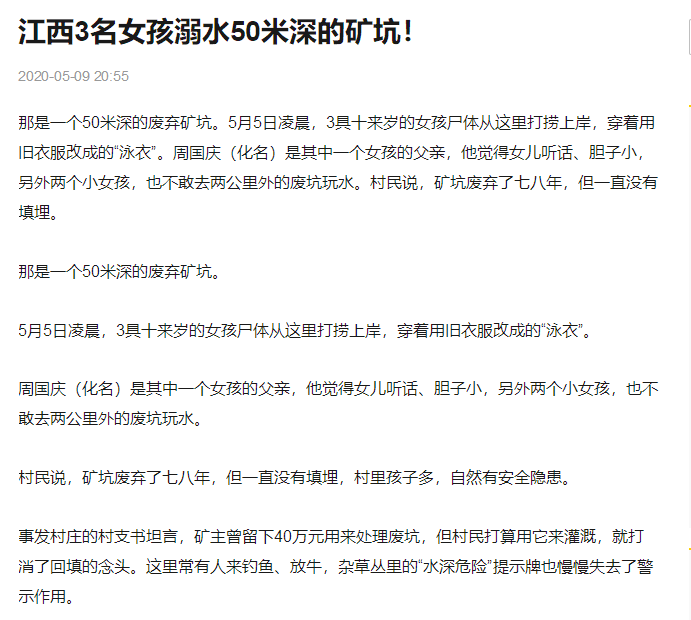 江西3名女孩溺水50米深的矿坑！
2020-05-09 20:55
那是一个50米深的废弃矿坑。5月5日凌晨，3具十来岁的女孩尸体从这里打捞上岸，穿着用
旧衣服改成的“泳衣”。周国庆（化名）是其中一个女孩的父亲，他觉得女儿听话、胆子小，
另外两个小女孩，也不敢去两公里外的废坑玩水。村民说，矿坑废弃了七八年，但一直没有
填埋。
那是一个50米深的废弃矿坑。
5月5日凌晨，3具十来岁的女孩尸体从这里打捞上岸，穿着用旧衣服改成的“泳衣”。
周国庆（化名）是其中一个女孩的父亲，他觉得女儿听话、胆子小，另外两个小女孩，也不
敢去两公里外的废坑玩水。
村民说，矿坑废弃了七八年，但一直没有填埋，村里孩子多，自然有安全隐患。
事发村庄的村支书坦言，矿主曾留下40万元用来处理废坑，但村民打算用它来灌溉，就打
消了回填的念头。这里常有人来钓鱼、放牛，杂草丛里的“水深危险”提示牌也慢慢失去了警
示作用。